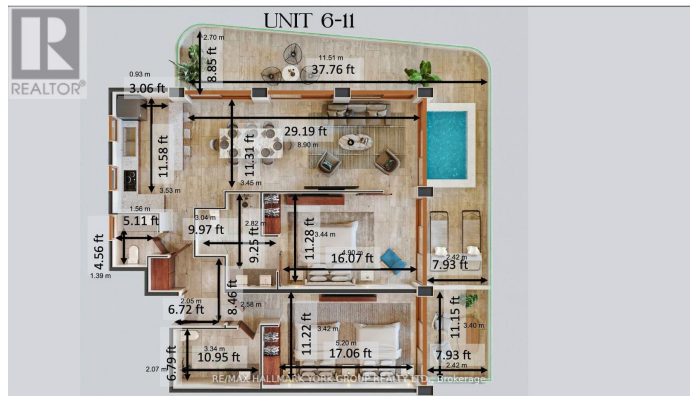 UNIT 6-11
R
REALTOR®
2.70 m
8.85 ft
11.51 m
37.76 ft
0.93 m
3.06 ft
29.19 ft
8.90 m
11.58 ft
3.53 m
11.31 ft
3.45 m
1.56 m
5.11 ft
4.56 ft
1.39 m
3.04 m
9.97 ft
2.82 m
9.25 ft
11.28 ft
3.44 m
4.90 m
16.07 ft
2.42 m
7.93 ft
2.05 m
6.72 ft
8.46 ft
2.58 m
11.22 ft
3.42 m
5.20 m
17.06 ft
11.15 ft
3.40 m
7.93 ft
2.42 m
6.79 ft
2.07 m
3.34 m
10.95 ft
RE/MAX HALLMARK YORK GROUP REALTY LTD. Brokerage